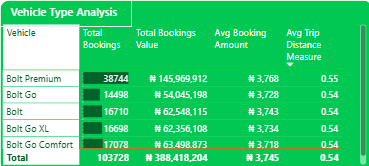 Vehicle Type Analysis
Vehicle Total Bookings Total Bookings Value Avg Booking Amount Avg Trip Distance Measure
Bolt Premium 38744 ₦ 145,969,912 ₦ 3,768 0.55
Bolt Go 14498 ₦ 54,045,198 ₦ 3,728 0.54
Bolt 16710 ₦ 62,548,115 ₦ 3,743 0.54
Bolt Go XL 16698 ₦ 62,356,108 ₦ 3,734 0.54
Bolt Go Comfort 17078 ₦ 63,498,873 ₦ 3,718 0.54
Total 103728 ₦ 388,418,204 ₦ 3,745 0.54